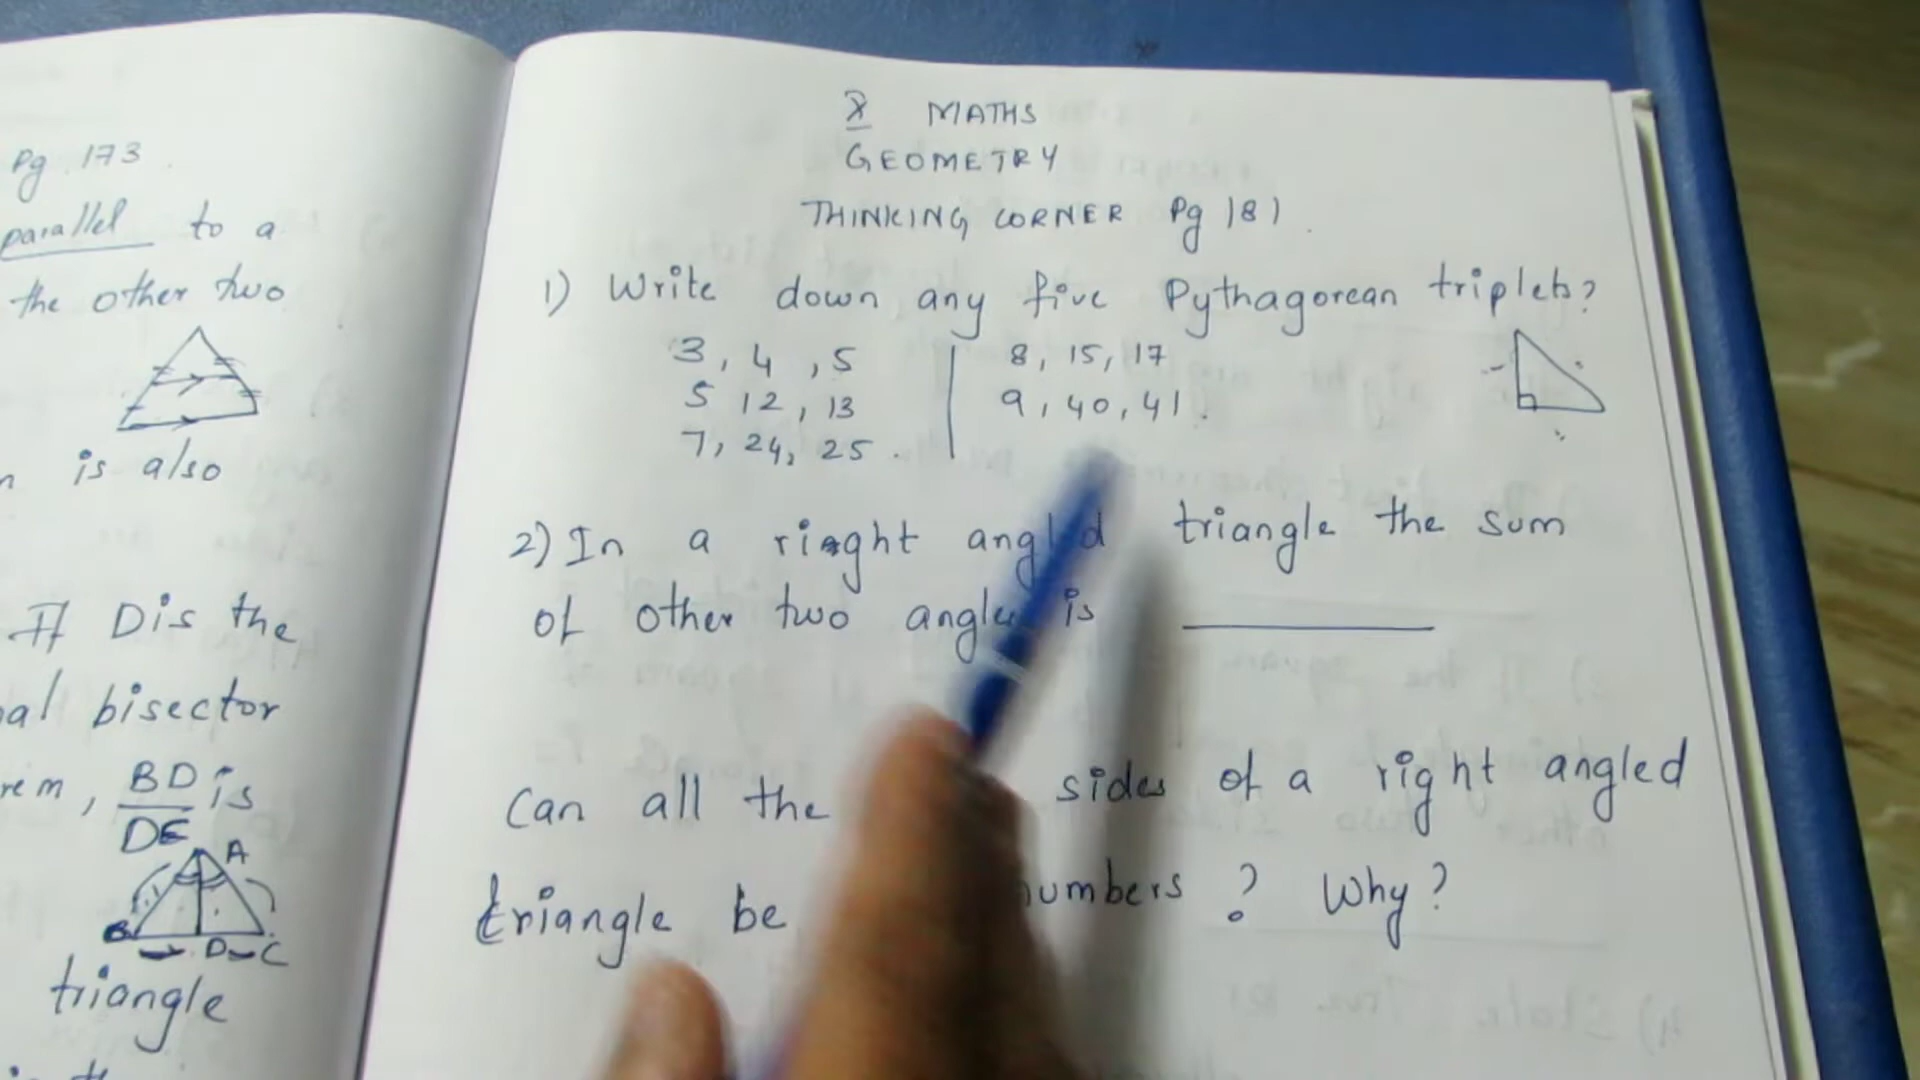 Pg 173
parallel to a
the other two
is also
If D is the
bisector
BD
is
DE
A
B D C
triangle
X MATHS
GEOMETRY
THINKING CORNER Pg 181
1) Write down any five Pythagorean triplets?
3, 4, 5 8, 15, 17
5 12, 13 9, 40, 41.
7, 24, 25.
2) In a right angled triangle the sum
of other two angles is
Can all the sides of a right angled
triangle be numbers? Why?